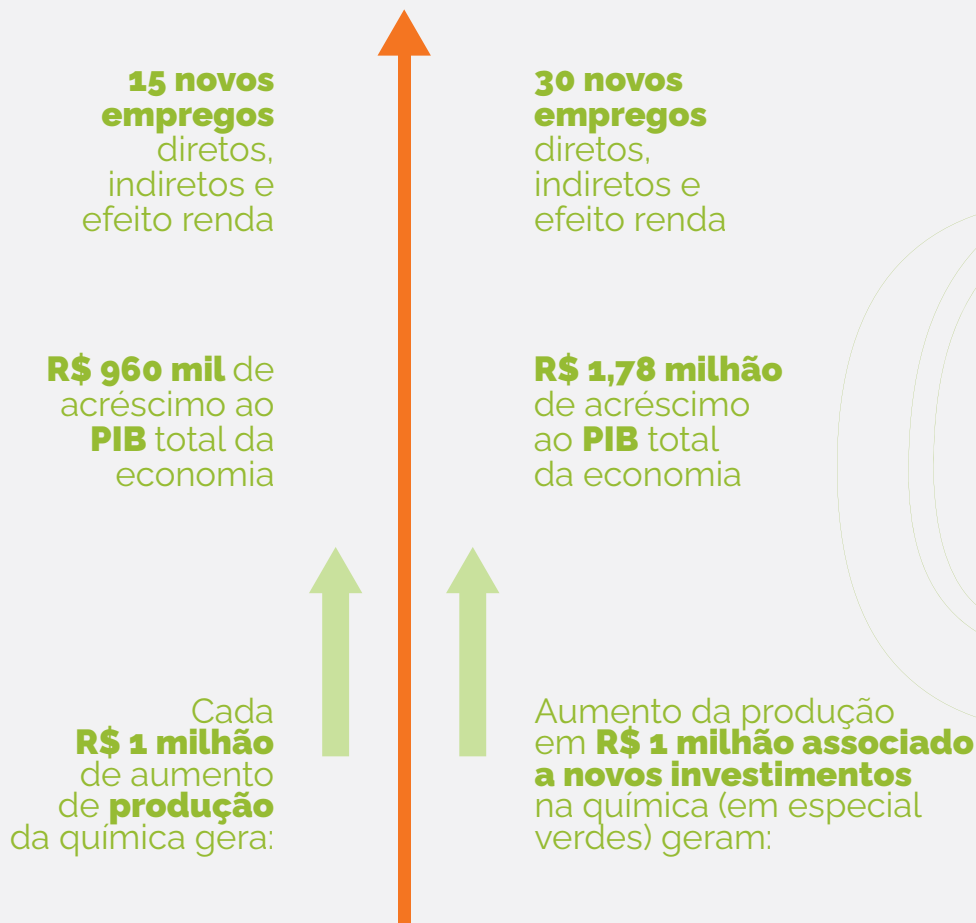 15 novos
empregos
diretos,
indiretos e
efeito renda
30 novos
empregos
diretos,
indiretos e
efeito renda
R$ 960 mil de
acréscimo ao
PIB total da
economia
R$ 1,78 milhão
de acréscimo
ao PIB total
da economia
Cada
R$ 1 milhão
de aumento
de produção
da química gera:
Aumento da produção
em R$ 1 milhão associado
a novos investimentos
na química (em especial
verdes) geram: